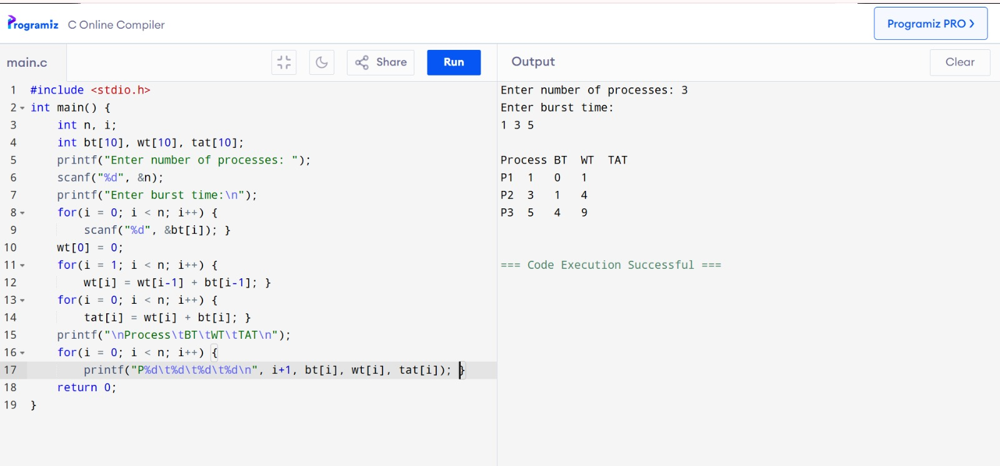 Programiz C Online Compiler
Programiz PRO >
main.c
Share
Run
Output
Clear
1 #include <stdio.h>
2 int main() {
3     int n, i;
4     int bt[10], wt[10], tat[10];
5     printf("Enter number of processes: ");
6     scanf("%d", &n);
7     printf("Enter burst time:\n");
8     for(i = 0; i < n; i++) {
9         scanf("%d", &bt[i]); }
10     wt[0] = 0;
11     for(i = 1; i < n; i++) {
12         wt[i] = wt[i-1] + bt[i-1]; }
13     for(i = 0; i < n; i++) {
14         tat[i] = wt[i] + bt[i]; }
15     printf("\nProcess\tBT\tWT\tTAT\n");
16     for(i = 0; i < n; i++) {
17         printf("P%d\t%d\t%d\t%d\n", i+1, bt[i], wt[i], tat[i]); }
18     return 0;
19 }
Enter number of processes: 3
Enter burst time:
1 3 5
Process BT  WT  TAT
P1  1   0   1
P2  3   1   4
P3  5   4   9
=== Code Execution Successful ===